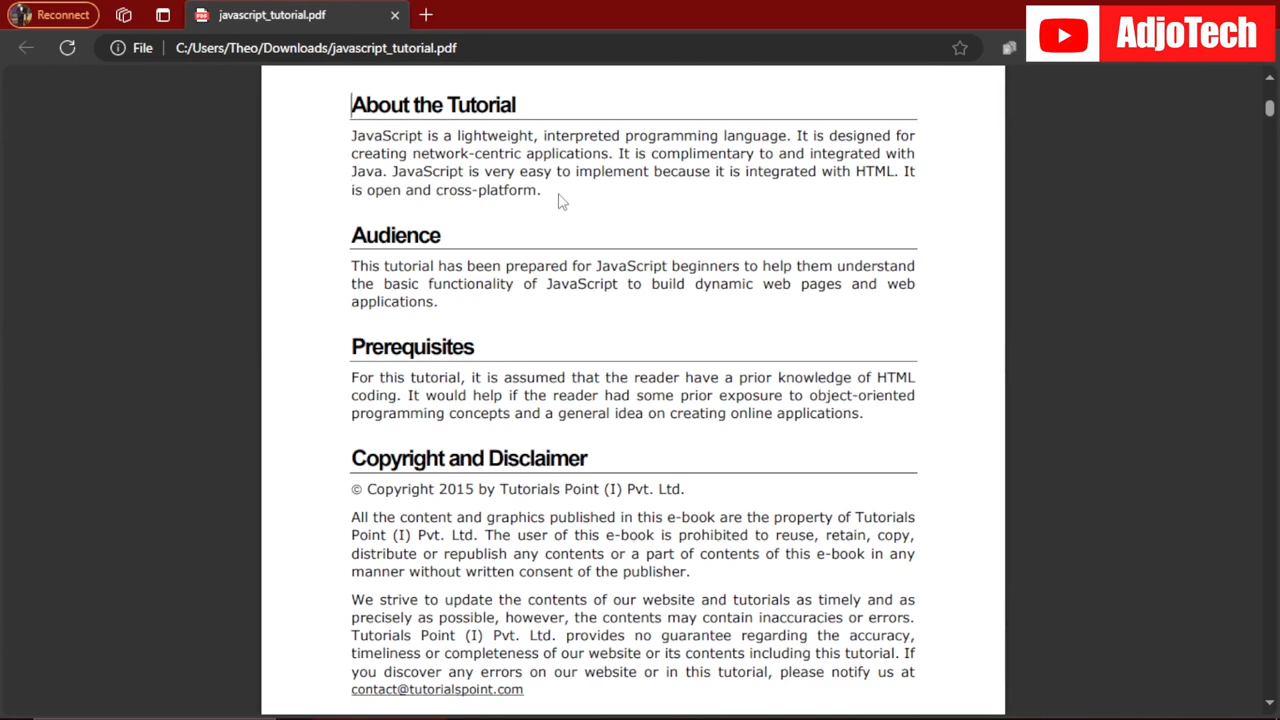 Reconnect
javascript_tutorial.pdf
File
C:/Users/Theo/Downloads/javascript_tutorial.pdf
AdjoTech
About the Tutorial
JavaScript is a lightweight, interpreted programming language. It is designed for
creating network-centric applications. It is complimentary to and integrated with
Java. JavaScript is very easy to implement because it is integrated with HTML. It
is open and cross-platform.
Audience
This tutorial has been prepared for JavaScript beginners to help them understand
the basic functionality of JavaScript to build dynamic web pages and web
applications.
Prerequisites
For this tutorial, it is assumed that the reader have a prior knowledge of HTML
coding. It would help if the reader had some prior exposure to object-oriented
programming concepts and a general idea on creating online applications.
Copyright and Disclaimer
© Copyright 2015 by Tutorials Point (I) Pvt. Ltd.
All the content and graphics published in this e-book are the property of Tutorials
Point (I) Pvt. Ltd. The user of this e-book is prohibited to reuse, retain, copy,
distribute or republish any contents or a part of contents of this e-book in any
manner without written consent of the publisher.
We strive to update the contents of our website and tutorials as timely and as
precisely as possible, however, the contents may contain inaccuracies or errors.
Tutorials Point (I) Pvt. Ltd. provides no guarantee regarding the accuracy,
timeliness or completeness of our website or its contents including this tutorial. If
you discover any errors on our website or in this tutorial, please notify us at
contact@tutorialspoint.com